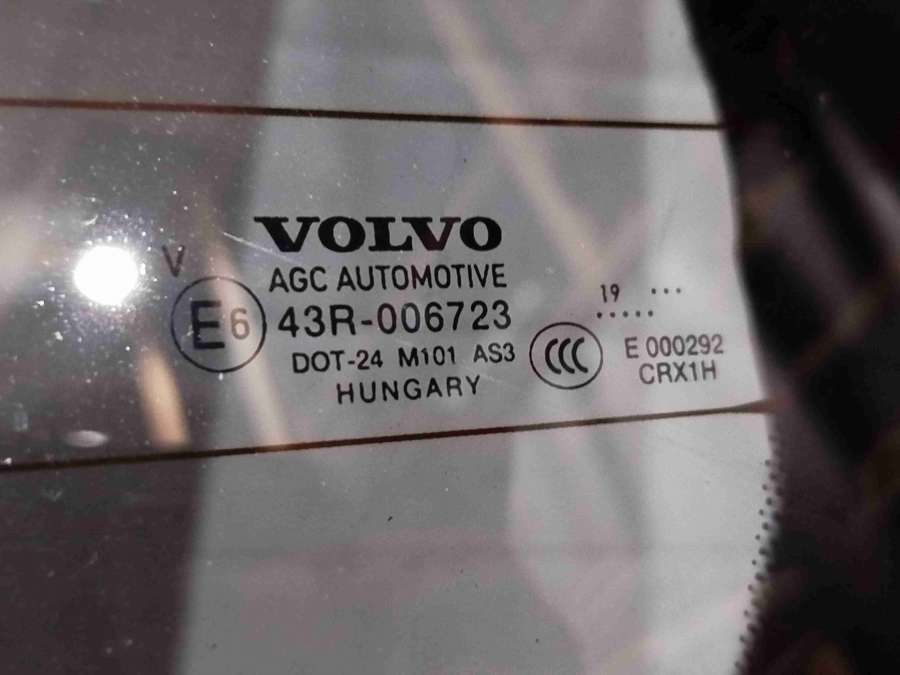 VOLVO
V
AGC AUTOMOTIVE
E6
43R-006723
DOT-24 M101 AS3
HUNGARY
19 ...
.....
CCC
E 000292
CRX1H